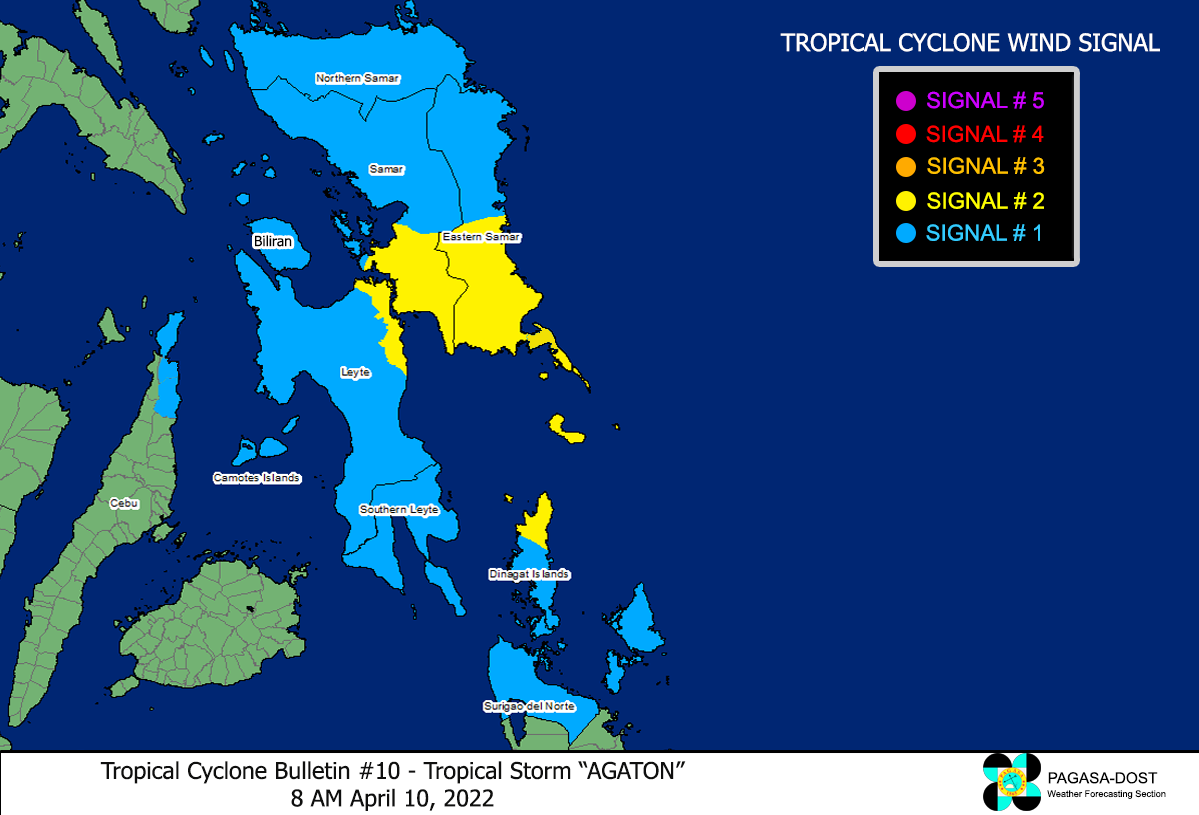 TROPICAL CYCLONE WIND SIGNAL
SIGNAL # 5
SIGNAL # 4
SIGNAL # 3
SIGNAL # 2
SIGNAL # 1
Northern Samar
Samar
Eastern Samar
Biliran
Leyte
Camotes Islands
Cebu
Southern Leyte
Dinagat Islands
Surigao del Norte
Tropical Cyclone Bulletin #10 - Tropical Storm “AGATON”
8 AM April 10, 2022
PAGASA-DOST
Weather Forecasting Section